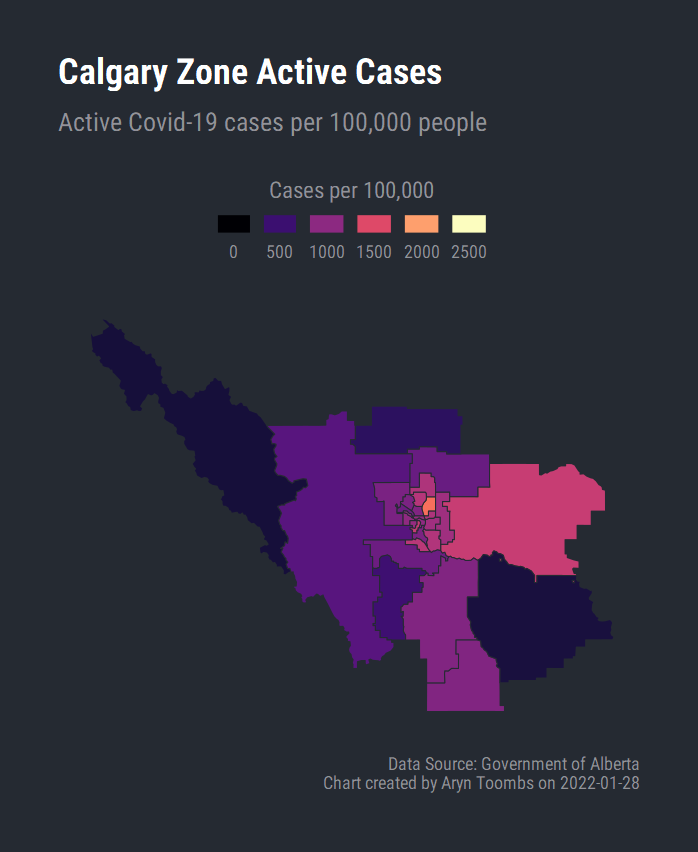 Calgary Zone Active Cases
Active Covid-19 cases per 100,000 people
Cases per 100,000
0 500 1000 1500 2000 2500
Data Source: Government of Alberta
Chart created by Aryn Toombs on 2022-01-28